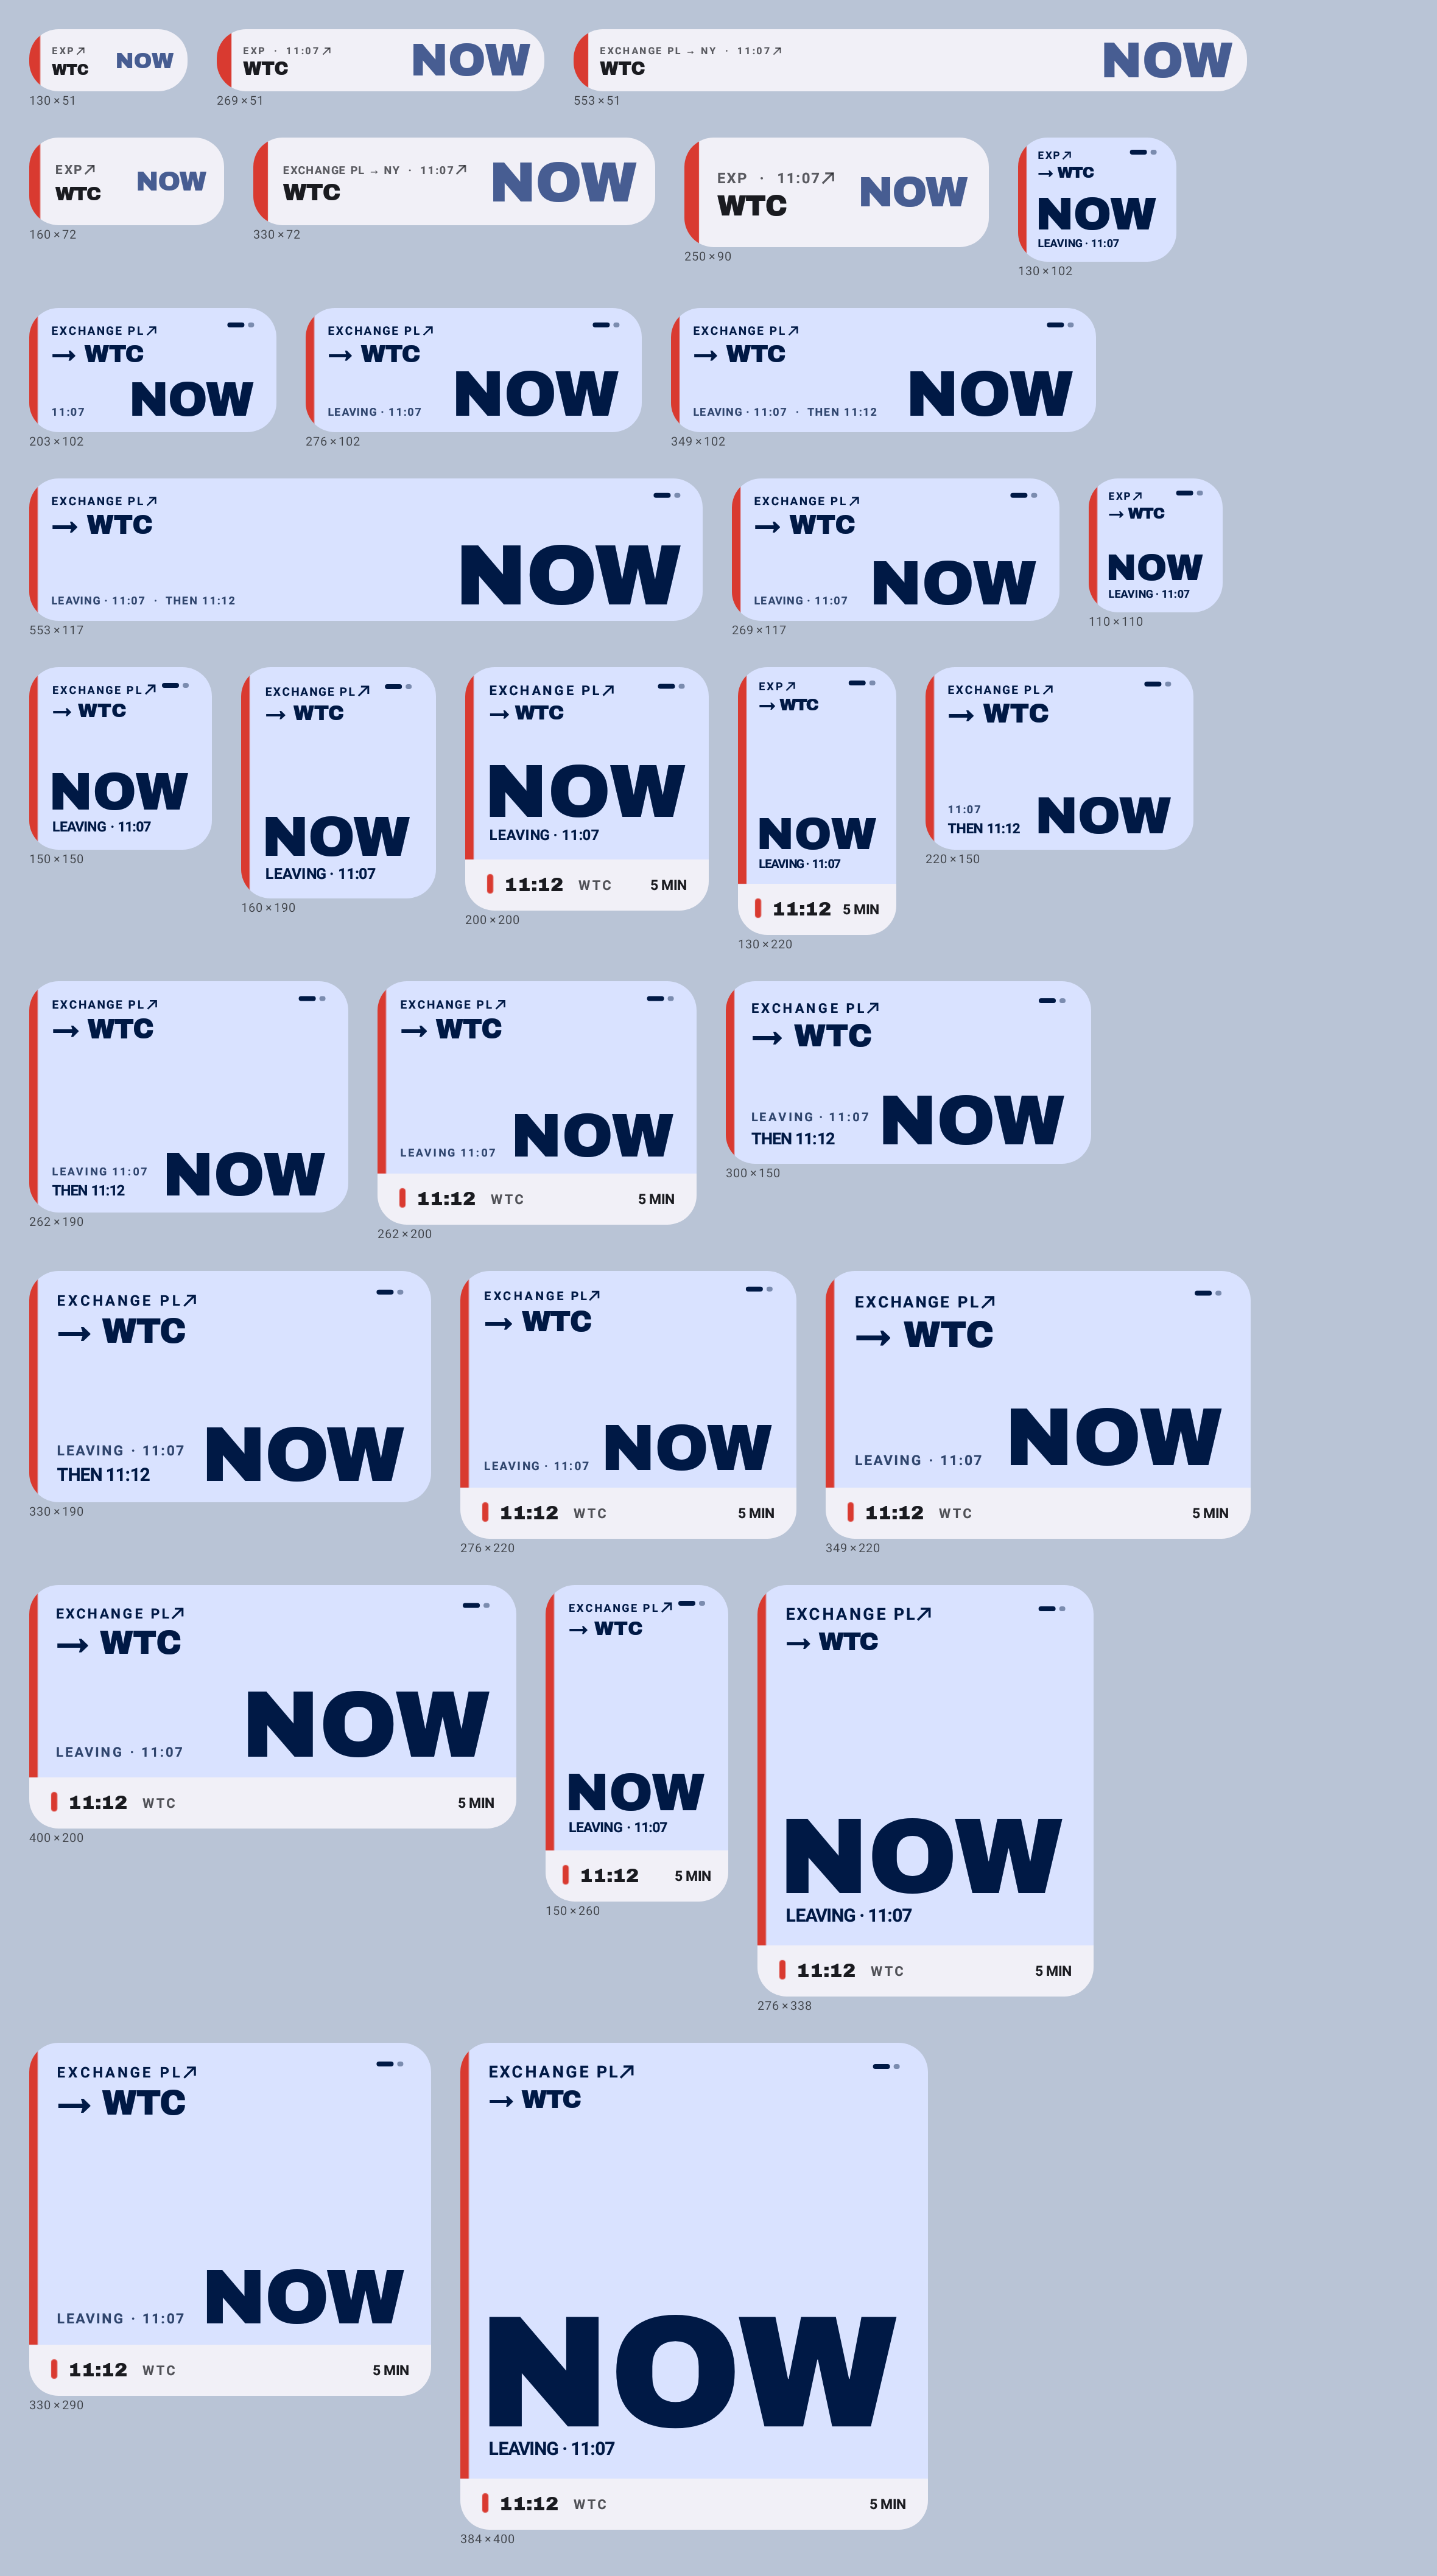 EXP↗
WTC
NOW
130×51
EXP · 11:07↗
WTC
NOW
269×51
EXCHANGE PL → NY · 11:07↗
WTC
NOW
553×51
EXP↗
WTC
NOW
160×72
EXCHANGE PL → NY · 11:07↗
WTC
NOW
330×72
EXP · 11:07↗
WTC
NOW
250×90
EXP↗
→ WTC
NOW
LEAVING · 11:07
130×102
EXCHANGE PL↗
→ WTC
11:07
NOW
203×102
EXCHANGE PL↗
→ WTC
LEAVING · 11:07
NOW
276×102
EXCHANGE PL↗
→ WTC
LEAVING · 11:07 · THEN 11:12
NOW
349×102
EXCHANGE PL↗
→ WTC
LEAVING · 11:07 · THEN 11:12
NOW
553×117
EXCHANGE PL↗
→ WTC
LEAVING · 11:07
NOW
269×117
EXP↗
→ WTC
NOW
LEAVING · 11:07
110×110
EXCHANGE PL↗
→ WTC
NOW
LEAVING · 11:07
150×150
EXCHANGE PL↗
→ WTC
NOW
LEAVING · 11:07
160×190
EXCHANGE PL↗
→ WTC
NOW
LEAVING · 11:07
11:12 WTC 5 MIN
200×200
EXP↗
→ WTC
NOW
LEAVING · 11:07
11:12 5 MIN
130×220
EXCHANGE PL↗
→ WTC
11:07
THEN 11:12
NOW
220×150
EXCHANGE PL↗
→ WTC
LEAVING 11:07
THEN 11:12
NOW
262×190
EXCHANGE PL↗
→ WTC
LEAVING 11:07
NOW
11:12 WTC 5 MIN
262×200
EXCHANGE PL↗
→ WTC
LEAVING · 11:07
THEN 11:12
NOW
300×150
EXCHANGE PL↗
→ WTC
LEAVING · 11:07
THEN 11:12
NOW
330×190
EXCHANGE PL↗
→ WTC
LEAVING · 11:07
NOW
11:12 WTC 5 MIN
276×220
EXCHANGE PL↗
→ WTC
LEAVING · 11:07
NOW
11:12 WTC 5 MIN
349×220
EXCHANGE PL↗
→ WTC
LEAVING · 11:07
NOW
11:12 WTC 5 MIN
400×200
EXCHANGE PL↗
→ WTC
NOW
LEAVING · 11:07
11:12 5 MIN
150×260
EXCHANGE PL↗
→ WTC
NOW
LEAVING · 11:07
11:12 WTC 5 MIN
276×338
EXCHANGE PL↗
→ WTC
LEAVING · 11:07
NOW
11:12 WTC 5 MIN
330×290
EXCHANGE PL↗
→ WTC
NOW
LEAVING · 11:07
11:12 WTC 5 MIN
384×400